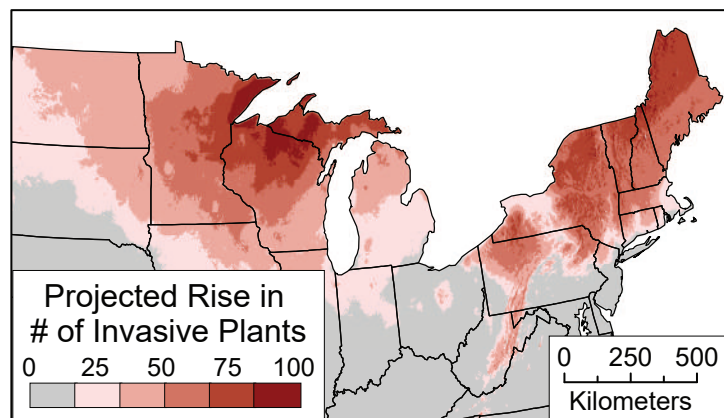 Projected Rise in
# of Invasive Plants
0 25 50 75 100
0 250 500
Kilometers